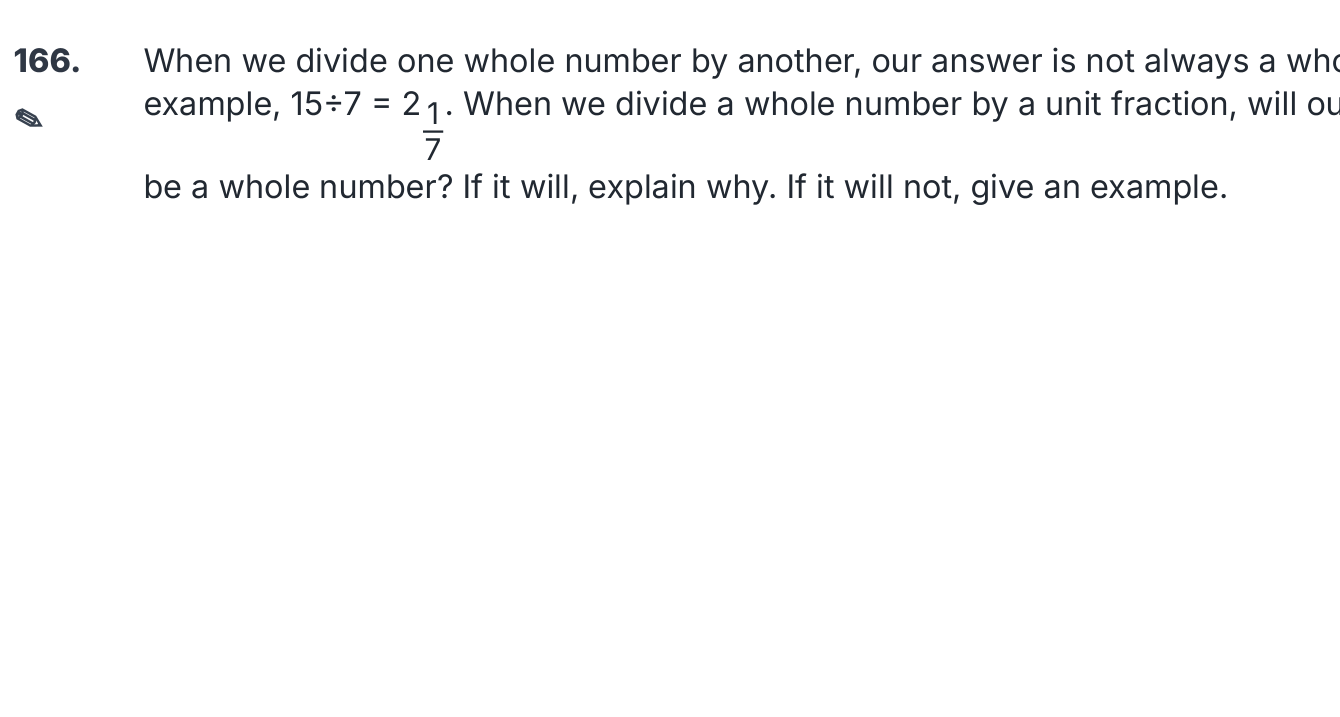 166. When we divide one whole number by another, our answer is not always a
example, 15÷7 = 2 1/7. When we divide a whole number by a unit fraction, will
be a whole number? If it will, explain why. If it will not, give an example.